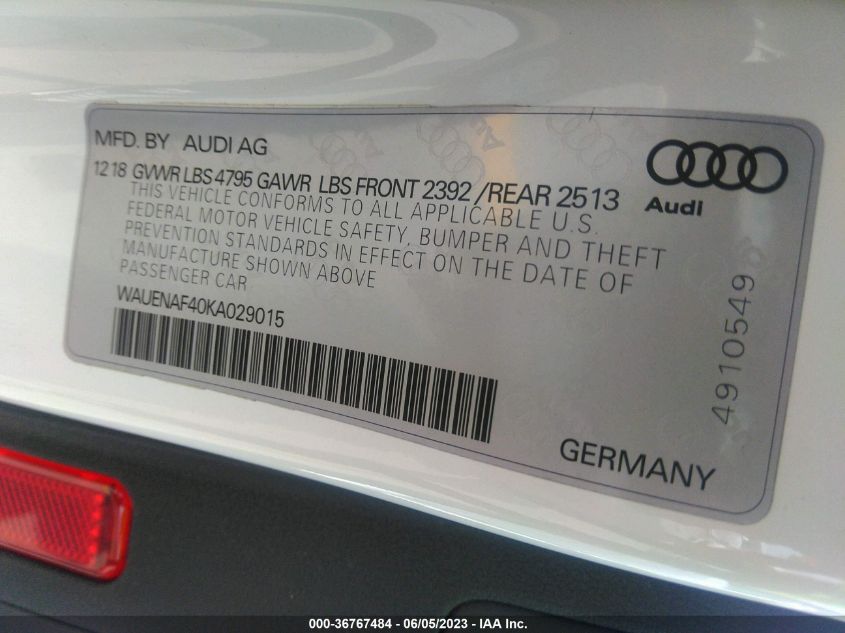 MFD. BY AUDI AG
12 18 GVWR LBS 4795 GAWR LBS FRONT 2392 /REAR 2513
THIS VEHICLE CONFORMS TO ALL APPLICABLE U.S.
FEDERAL MOTOR VEHICLE SAFETY, BUMPER AND THEFT
PREVENTION STANDARDS IN EFFECT ON THE DATE OF
MANUFACTURE SHOWN ABOVE
PASSENGER CAR
WAUENAF40KA029015
Audi
4910549
GERMANY
000-36767484 - 06/05/2023 - IAA Inc.